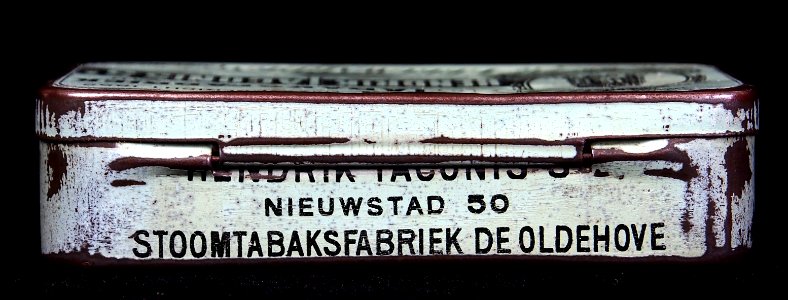 HENDRIK TACONIS
NIEUWSTAD 50
STOOMTABAKSFABRIEK DE OLDEHOVE